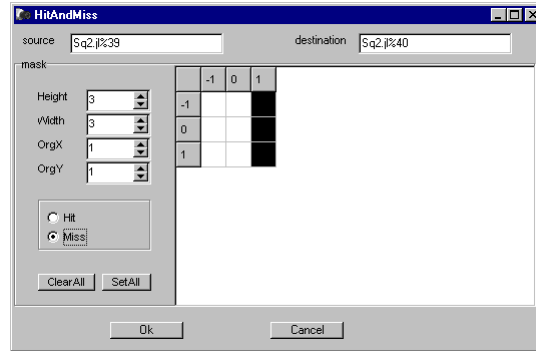 HitAndMiss
source Sq2.jl%39 destination Sq2.jl%40
mask
-1 0 1
Height 3
-1
Width 3
0
OrgX 1
1
OrgY 1
Hit
Miss
ClearAll SetAll
Ok Cancel